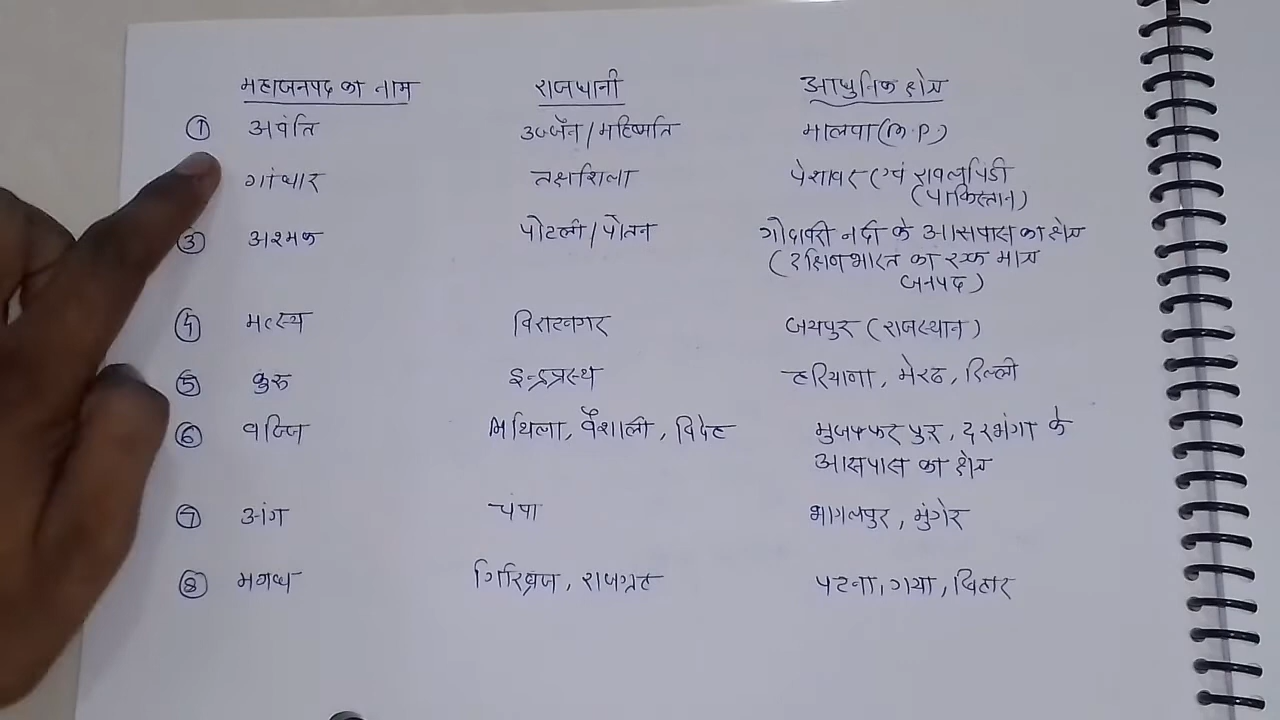 महाजनपद का नाम राजधानी आधुनिक क्षेत्र
① अवंति उज्जैन/महिष्मति मालवा(M.P)
गांधार तक्षशिला पेशावर एवं रावलपिंडी
(पाकिस्तान)
③ अश्मक पोटली/पोतन गोदावरी नदी के आसपास का क्षेत्र
(दक्षिण भारत का एक मात्र
जनपद)
④ मत्स्य विराटनगर जयपुर (राजस्थान)
⑤ कुरु इन्द्रप्रस्थ हरियाणा, मेरठ, दिल्ली
⑥ वज्जि मिथिला, वैशाली, विदेह मुजफ्फरपुर, दरभंगा के
आसपास का क्षेत्र
⑦ अंग चंपा भागलपुर, मुंगेर
⑧ मगध गिरिव्रज, राजग्रह पटना, गया, बिहार